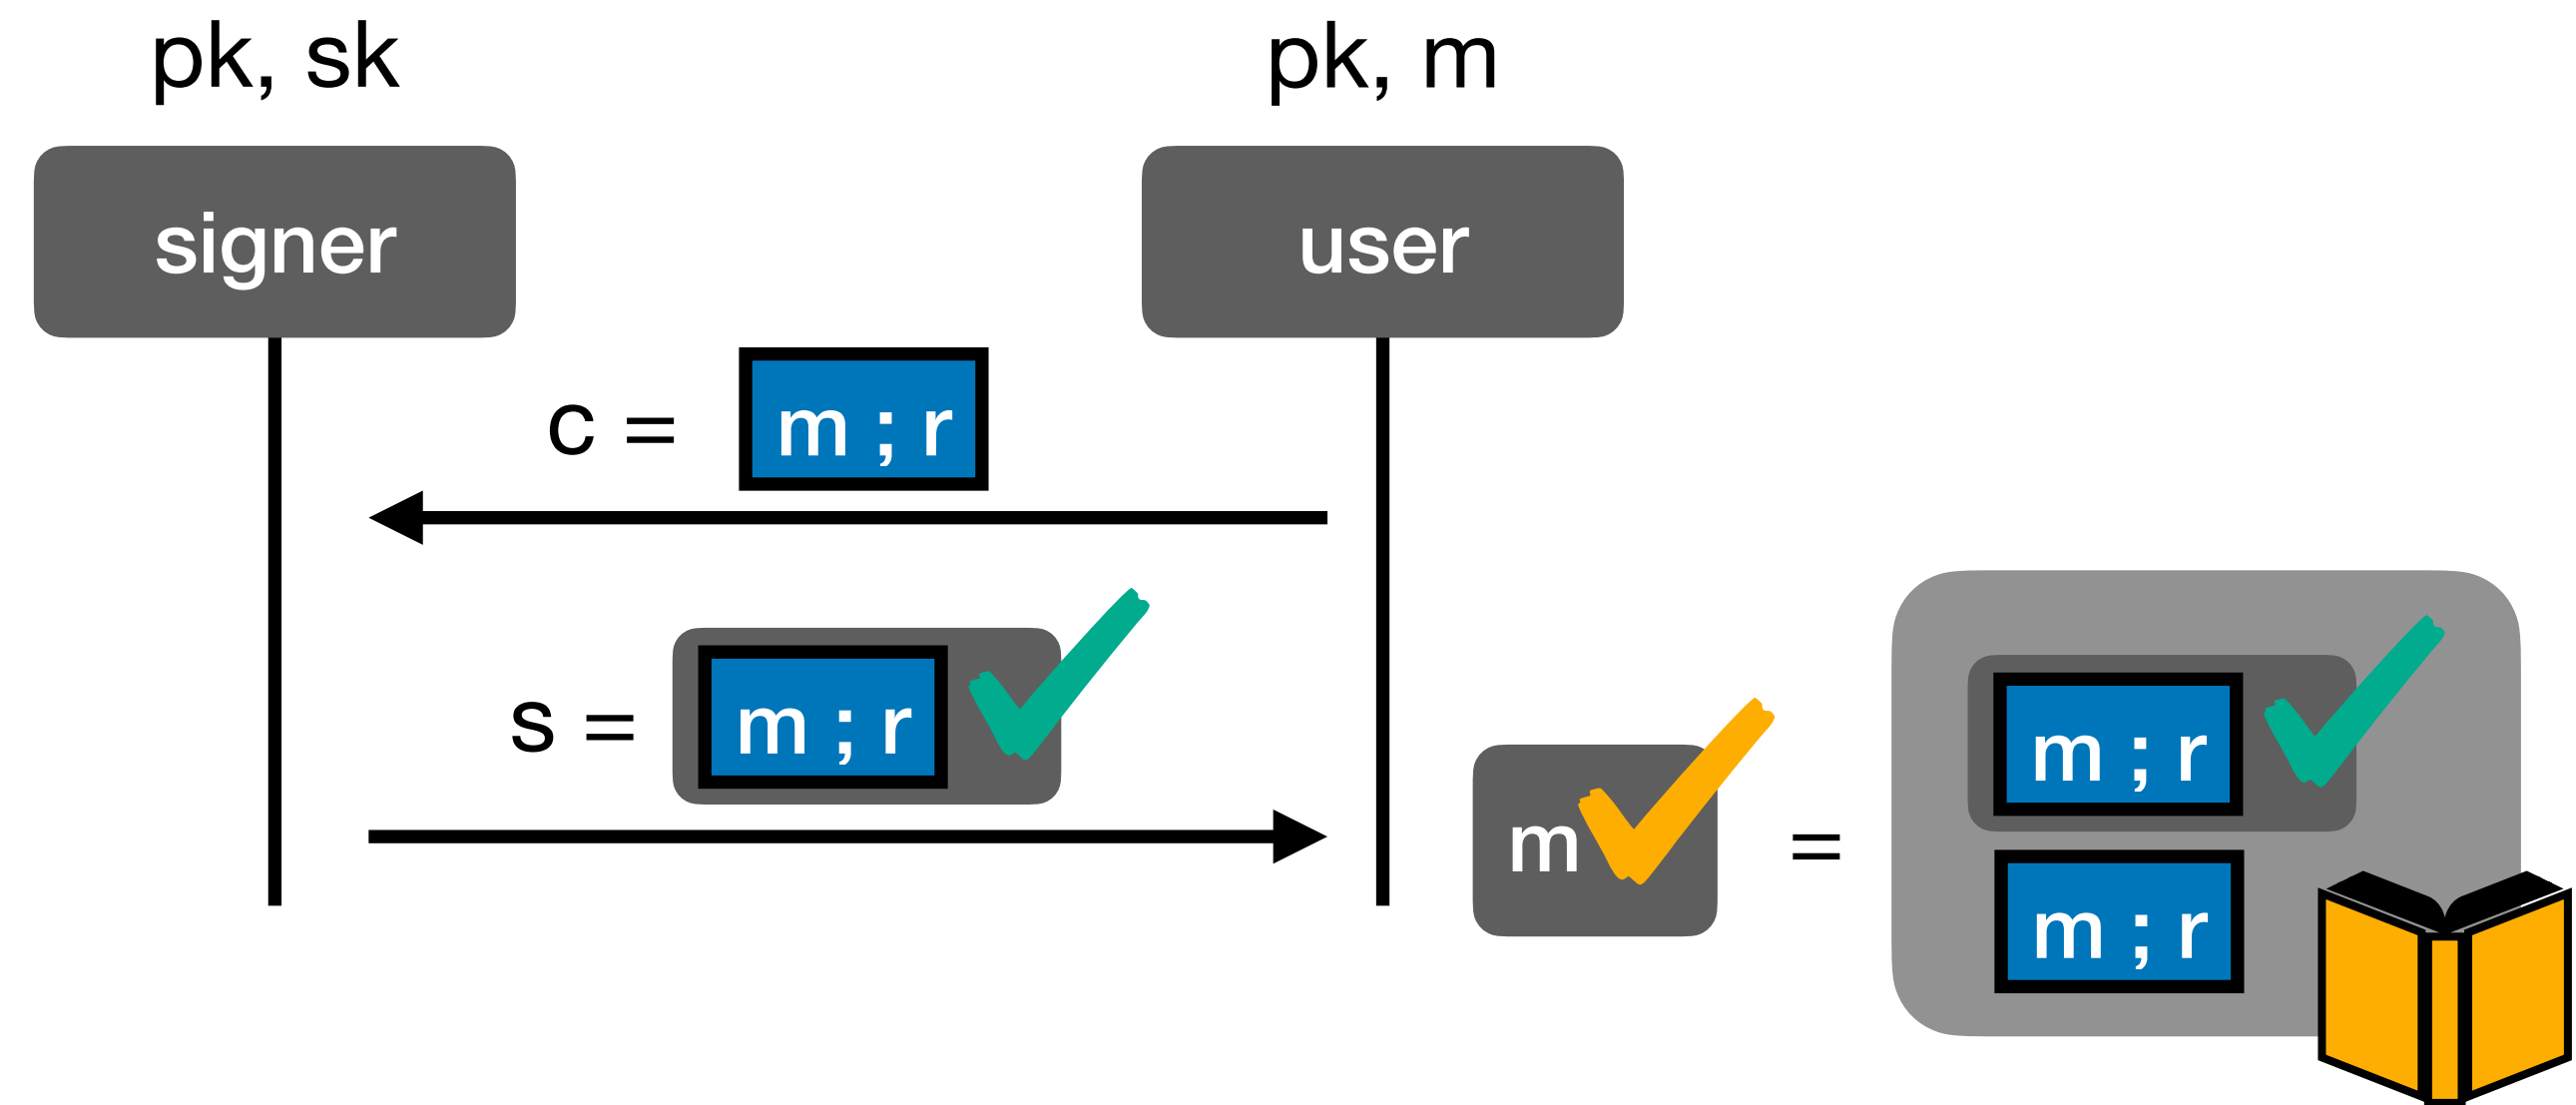 pk, sk
pk, m
signer
user
c = m ; r
s = m ; r
m = m ; r
m ; r